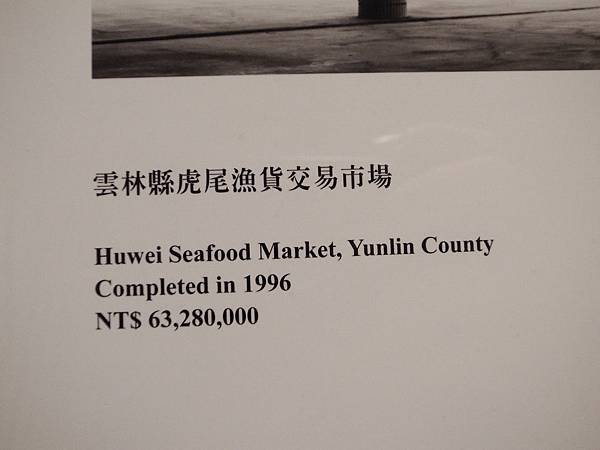 雲林縣虎尾漁貨交易市場
Huwei Seafood Market, Yunlin County
Completed in 1996
NT$ 63,280,000